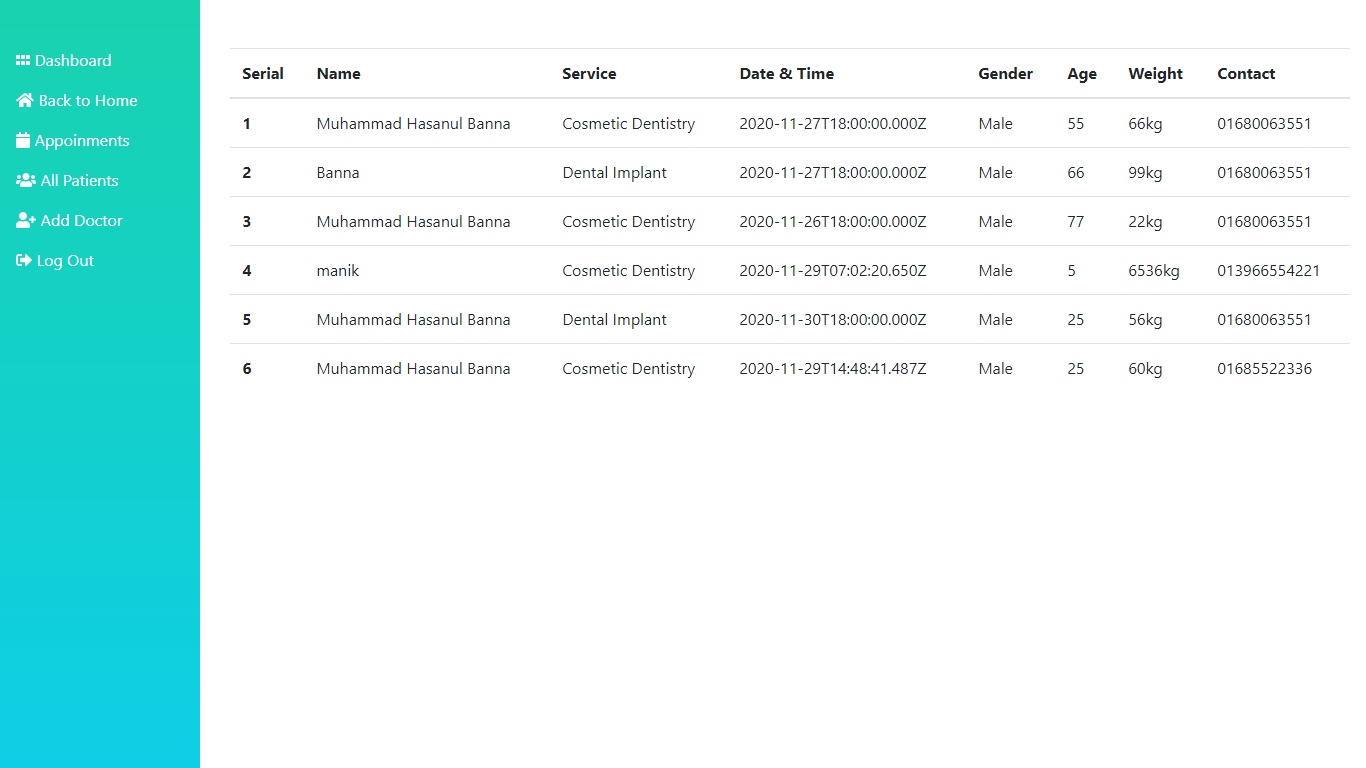 Dashboard
Back to Home
Appoinments
All Patients
Add Doctor
Log Out
Serial Name Service Date & Time Gender Age Weight Contact
1 Muhammad Hasanul Banna Cosmetic Dentistry 2020-11-27T18:00:00.000Z Male 55 66kg 01680063551
2 Banna Dental Implant 2020-11-27T18:00:00.000Z Male 66 99kg 01680063551
3 Muhammad Hasanul Banna Cosmetic Dentistry 2020-11-26T18:00:00.000Z Male 77 22kg 01680063551
4 manik Cosmetic Dentistry 2020-11-29T07:02:20.650Z Male 5 6536kg 013966554221
5 Muhammad Hasanul Banna Dental Implant 2020-11-30T18:00:00.000Z Male 25 56kg 01680063551
6 Muhammad Hasanul Banna Cosmetic Dentistry 2020-11-29T14:48:41.487Z Male 25 60kg 01685522336